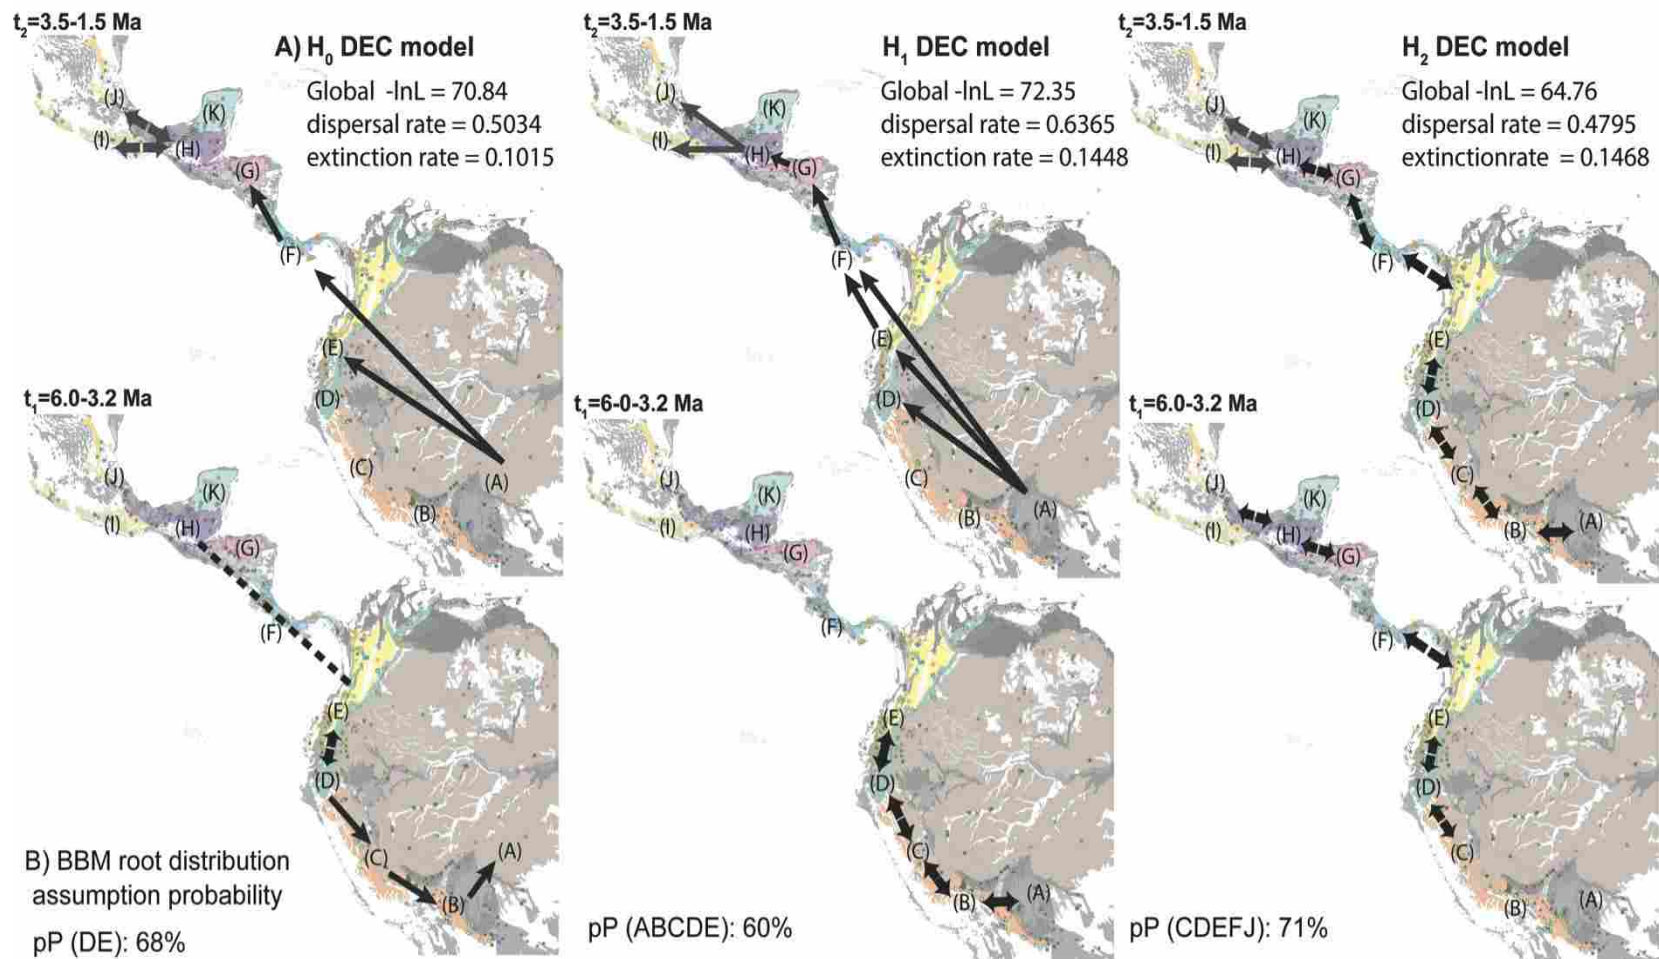 t2=3.5-1.5 Ma
A) H0 DEC model
Global -lnL = 70.84
dispersal rate = 0.5034
extinction rate = 0.1015
(J)
(K)
(I)
(H)
(G)
(F)
(E)
(D)
(C)
(A)
(B)
t1=6.0-3.2 Ma
(J)
(K)
(I)
(H)
(G)
(F)
(E)
(D)
(C)
(A)
(B)
B) BBM root distribution
assumption probability
pP (DE): 68%
t2=3.5-1.5 Ma
H1 DEC model
Global -lnL = 72.35
dispersal rate = 0.6365
extinction rate = 0.1448
(J)
(K)
(I)
(H)
(G)
(F)
(E)
(D)
(C)
(A)
(B)
t1=6-0-3.2 Ma
(J)
(K)
(I)
(H)
(G)
(F)
(E)
(D)
(C)
(A)
(B)
pP (ABCDE): 60%
t2=3.5-1.5 Ma
H2 DEC model
Global -lnL = 64.76
dispersal rate = 0.4795
extinctionrate = 0.1468
(J)
(K)
(I)
(H)
(G)
(F)
(E)
(D)
(C)
(B)
(A)
t1=6.0-3.2 Ma
(J)
(K)
(I)
(H)
(G)
(F)
(E)
(D)
(C)
(B)
(A)
pP (CDEFJ): 71%